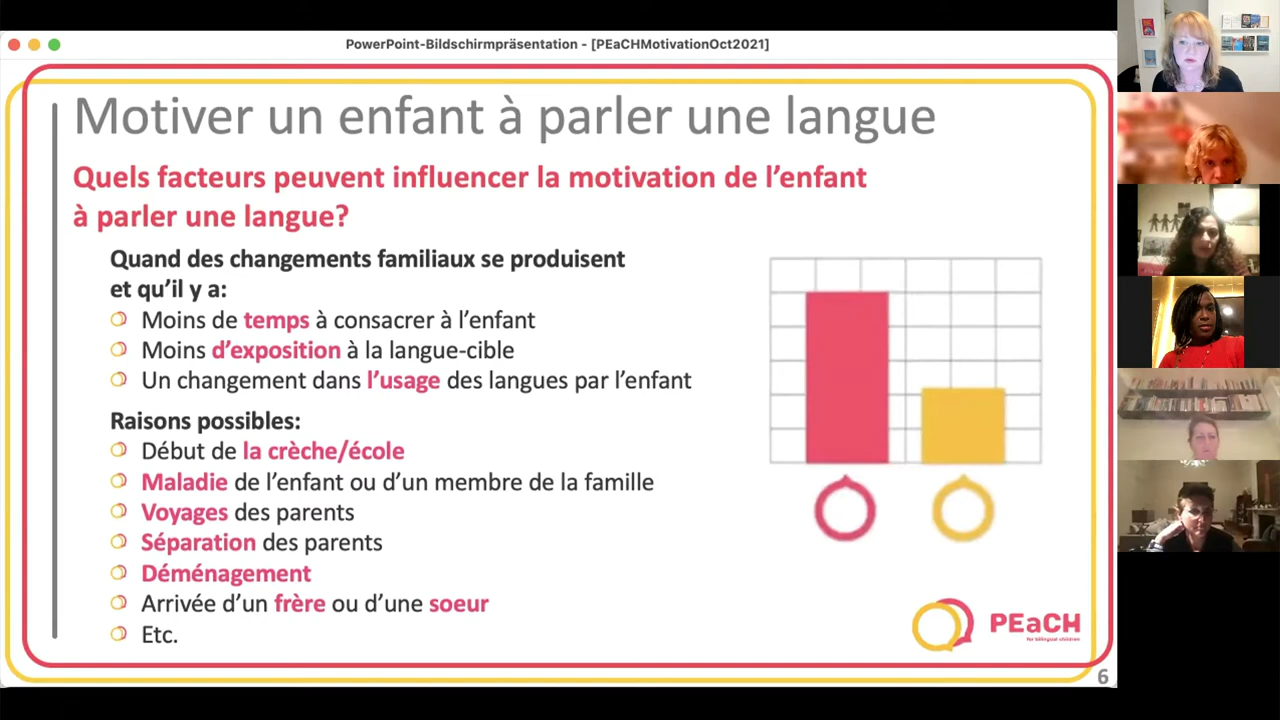 PowerPoint-Bildschirmpräsentation - [PEaCHMotivationOct2021]
Motiver un enfant à parler une langue
Quels facteurs peuvent influencer la motivation de l’enfant
à parler une langue?
Quand des changements familiaux se produisent
et qu’il y a:
Moins de temps à consacrer à l’enfant
Moins d’exposition à la langue-cible
Un changement dans l’usage des langues par l’enfant
Raisons possibles:
Début de la crèche/école
Maladie de l’enfant ou d’un membre de la famille
Voyages des parents
Séparation des parents
Déménagement
Arrivée d’un frère ou d’une soeur
Etc.
PEaCH
for bilingual children
6